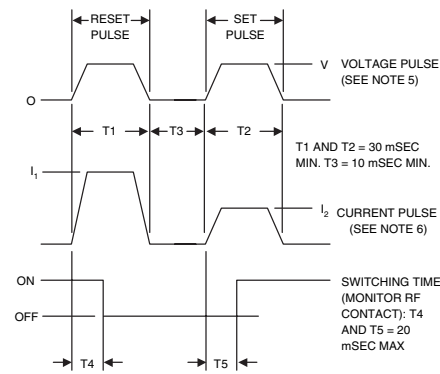 RESET
PULSE
SET
PULSE
V
VOLTAGE PULSE
(SEE NOTE 5)
O
T1
T3
T2
T1 AND T2 = 30 mSEC
MIN. T3 = 10 mSEC MIN.
I1
I2
CURRENT PULSE
(SEE NOTE 6)
ON
OFF
SWITCHING TIME
(MONITOR RF
CONTACT): T4
AND T5 = 20
mSEC MAX
T4
T5